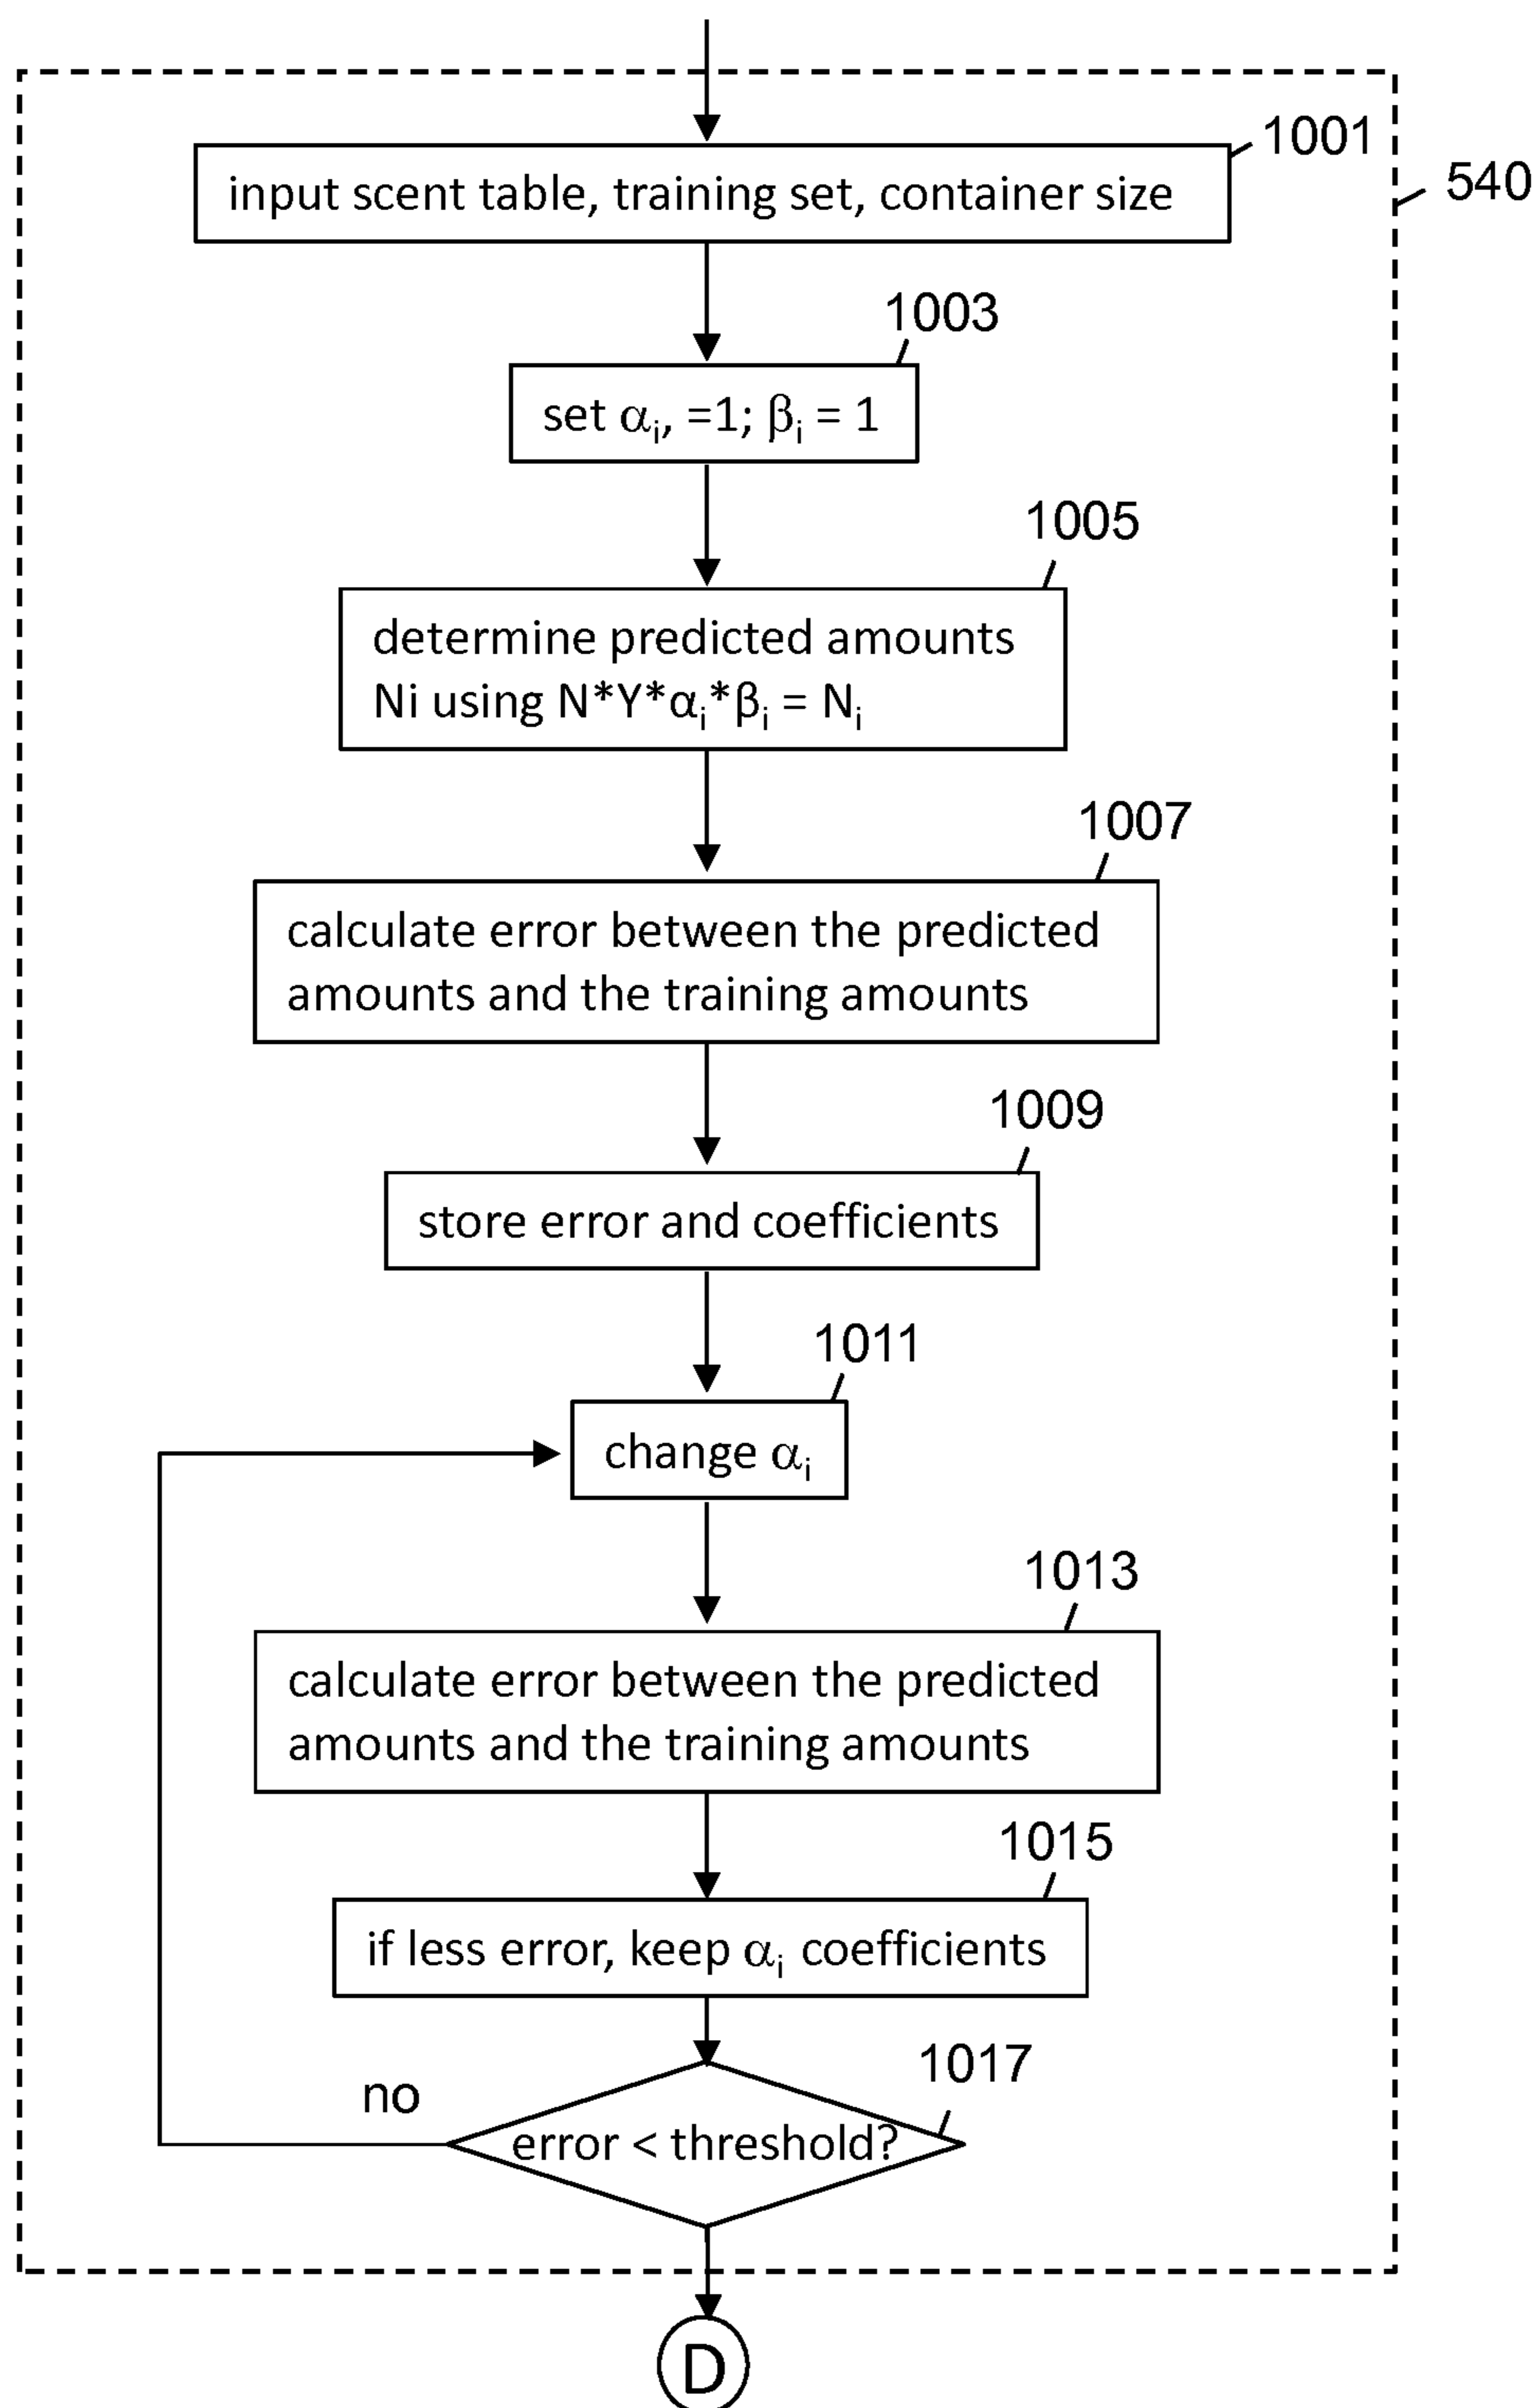 1001
540
input scent table, training set, container size
1003
set αᵢ, =1; βᵢ = 1
1005
determine predicted amounts
Ni using N*Y*αᵢ*βᵢ = Nᵢ
1007
calculate error between the predicted
amounts and the training amounts
1009
store error and coefficients
1011
change αᵢ
1013
calculate error between the predicted
amounts and the training amounts
1015
if less error, keep αᵢ coefficients
1017
no
error < threshold?
D